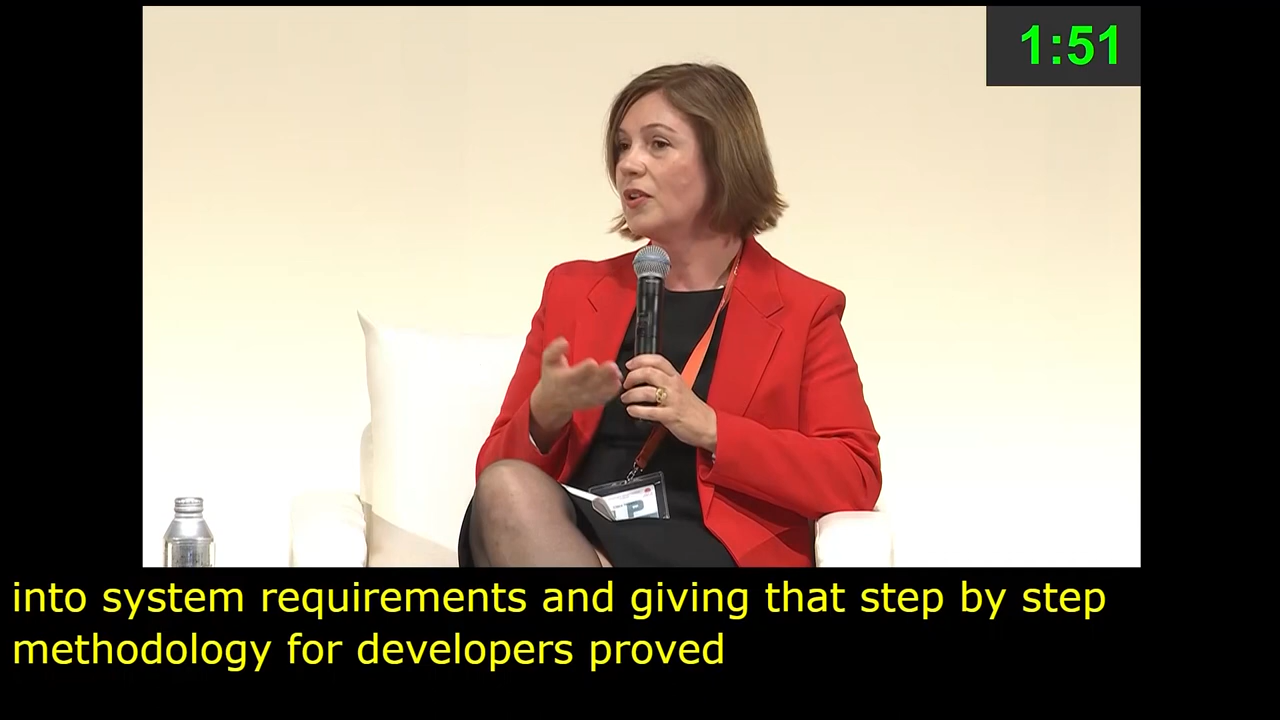 1:51
P
into system requirements and giving that step by step
methodology for developers proved